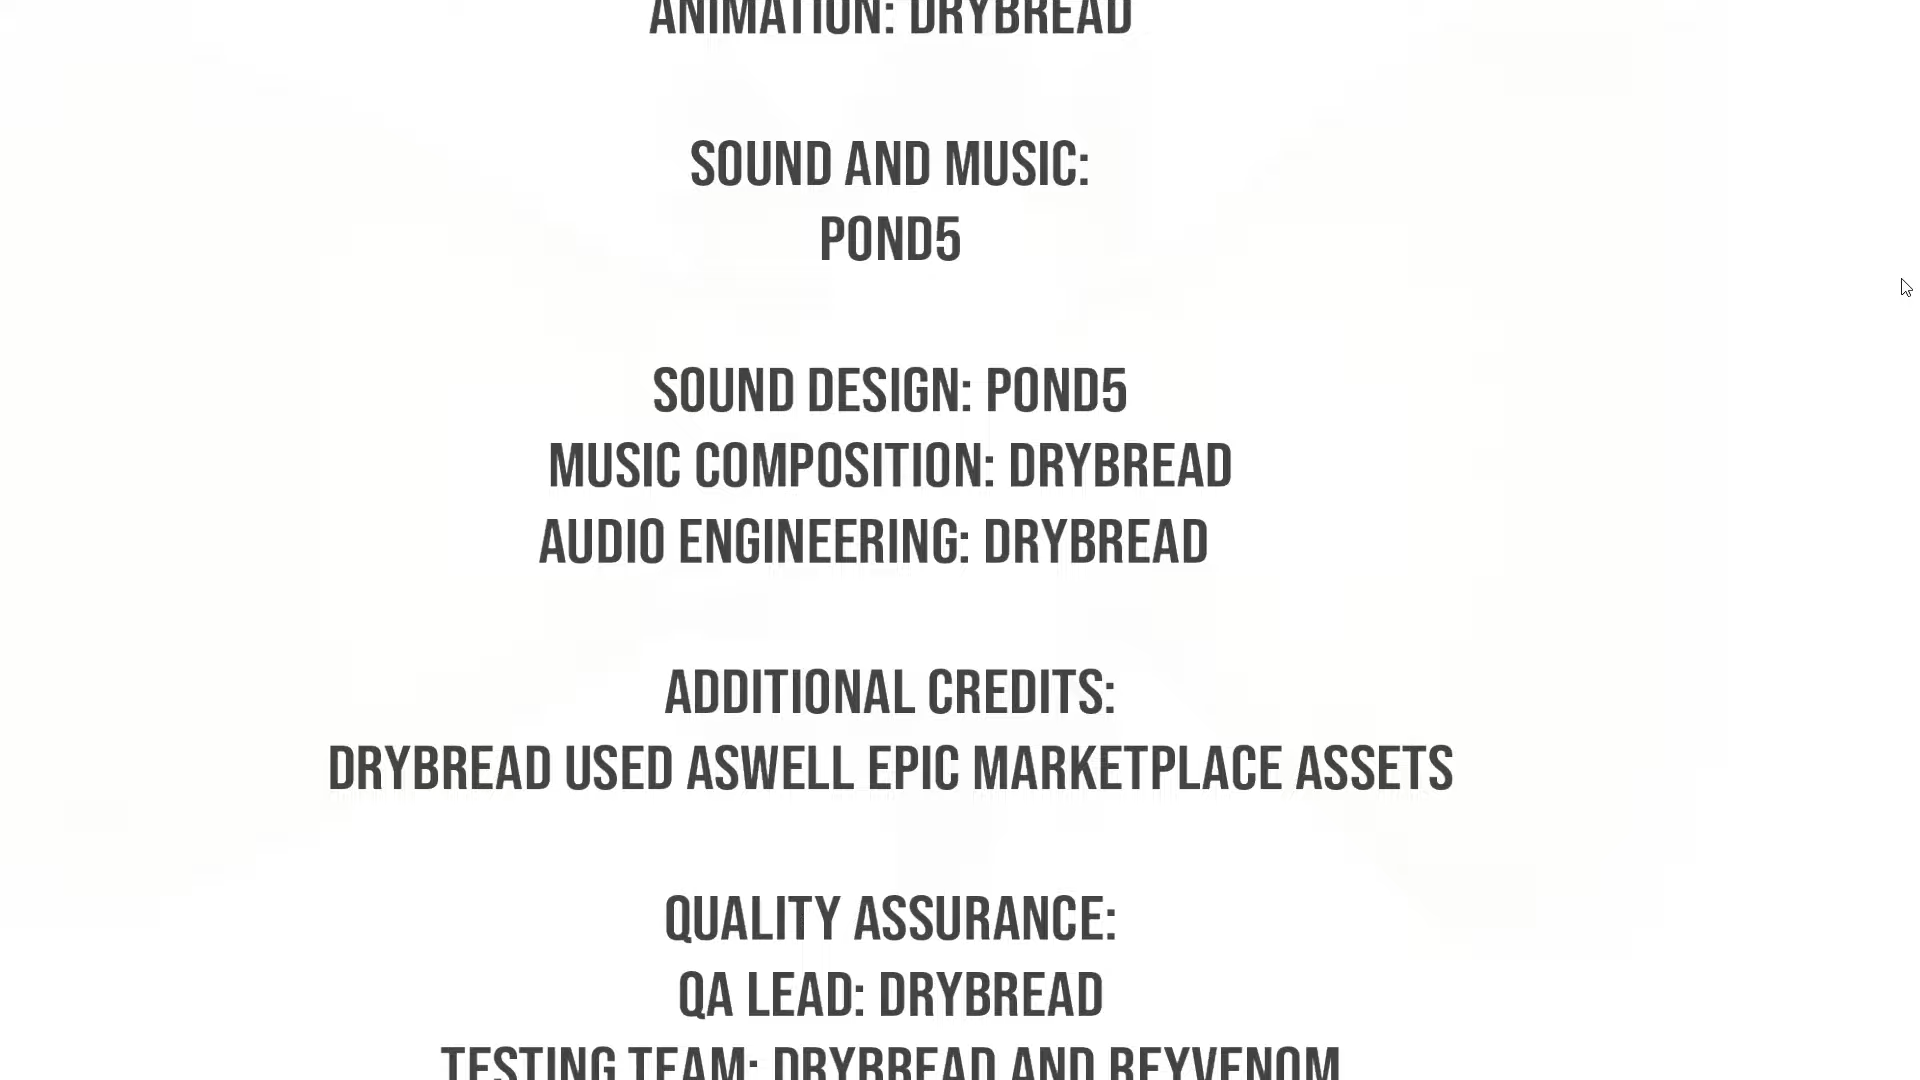 ANIMATION: DRYBREAD
SOUND AND MUSIC:
POND5
SOUND DESIGN: POND5
MUSIC COMPOSITION: DRYBREAD
AUDIO ENGINEERING: DRYBREAD
ADDITIONAL CREDITS:
DRYBREAD USED ASWELL EPIC MARKETPLACE ASSETS
QUALITY ASSURANCE:
QA LEAD: DRYBREAD
TESTING TEAM: DRYBREAD AND REYVENOM